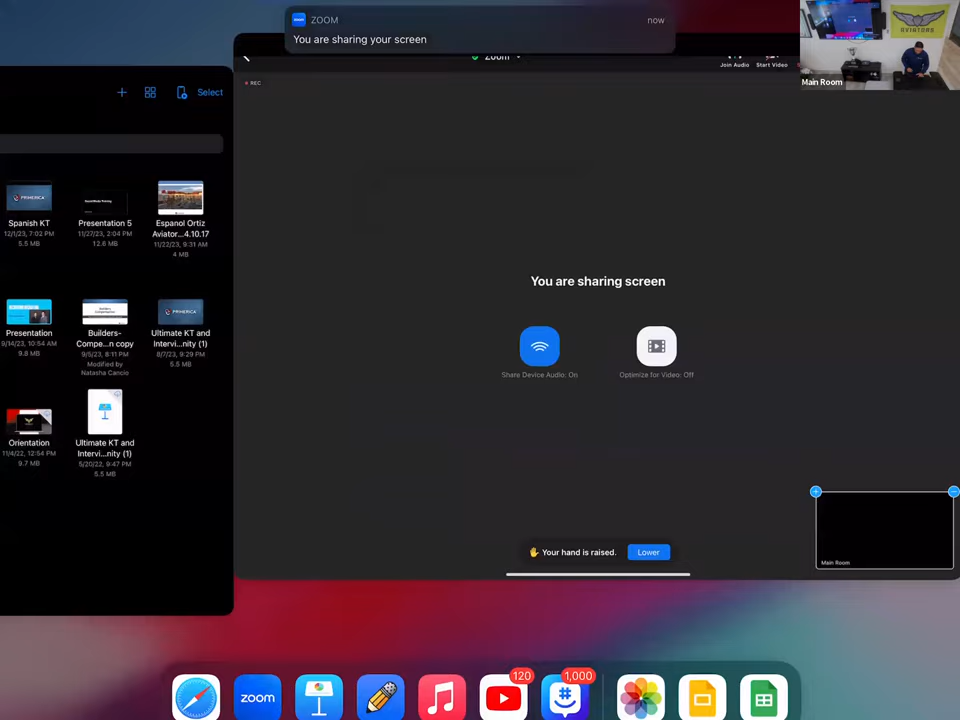 ZOOM
now
You are sharing your screen
Zoom
Join Audio
Start Video
AVIATORS
Main Room
REC
Select
Spanish KT
12/1/23, 7:02 PM
5.5 MB
Presentation 5
11/27/23, 2:04 PM
12.6 MB
Espanol Ortiz
Aviator...4.10.17
11/22/23, 9:31 AM
4 MB
PRIMERICA
You are sharing screen
Share Device Audio: On
Optimize for Video: Off
Presentation
9/14/23, 10:54 AM
9.8 MB
Builders-
Compe...n copy
9/5/23, 8:11 PM
Modified by
Natasha Cancio
PRIMERICA
Ultimate KT and
Intervi...nity (1)
8/7/23, 9:29 PM
5.5 MB
Orientation
11/4/22, 12:54 PM
9.7 MB
Ultimate KT and
Intervi...nity (1)
5/20/22, 9:47 PM
5.5 MB
Your hand is raised.
Lower
Main Room
zoom
120
1,000